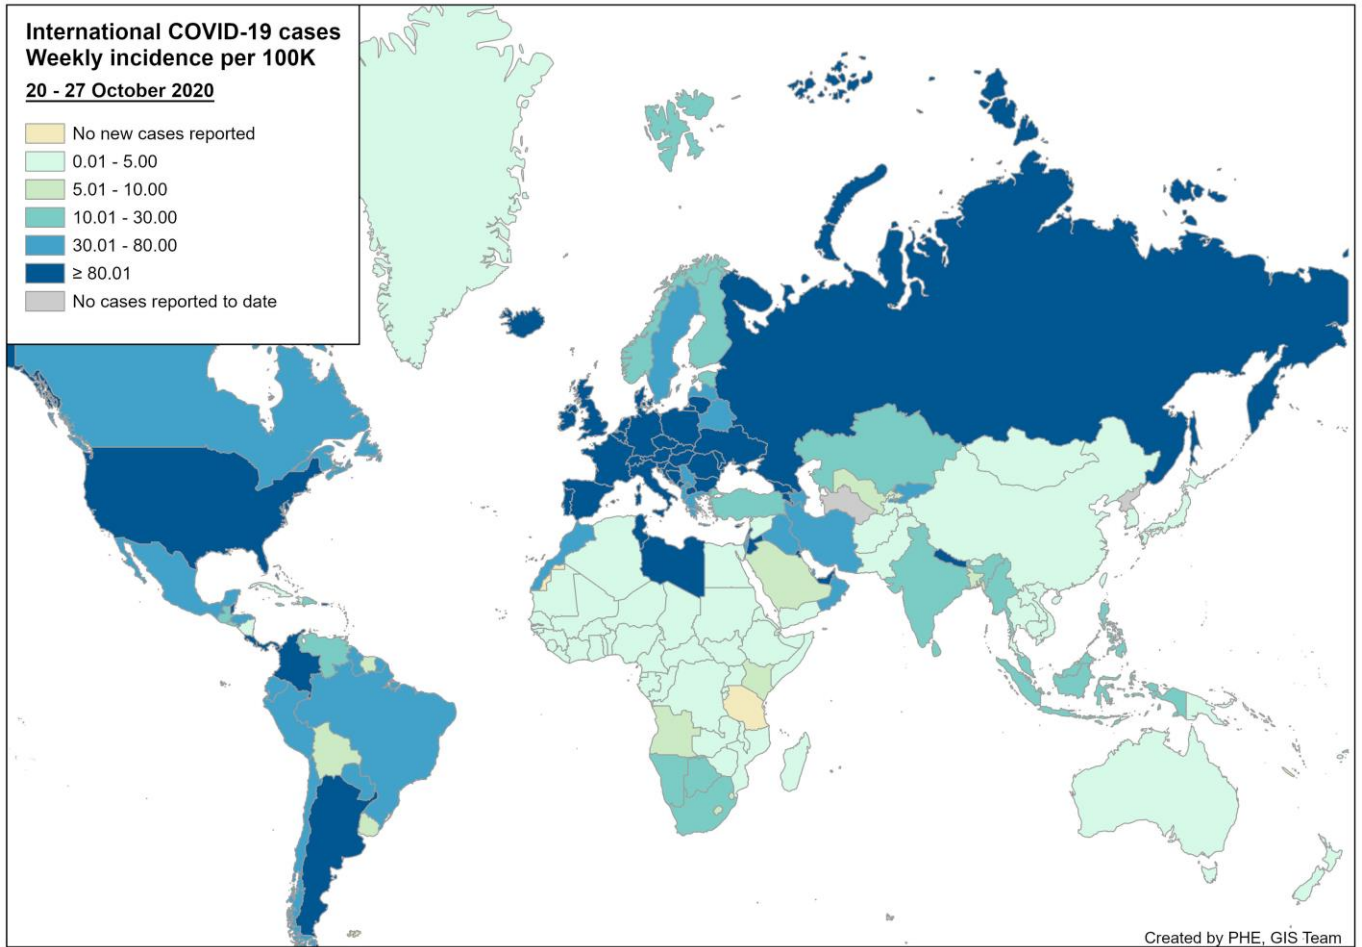 International COVID-19 cases
Weekly incidence per 100K
20 - 27 October 2020
No new cases reported
0.01 - 5.00
5.01 - 10.00
10.01 - 30.00
30.01 - 80.00
≥ 80.01
No cases reported to date
Created by PHE, GIS Team